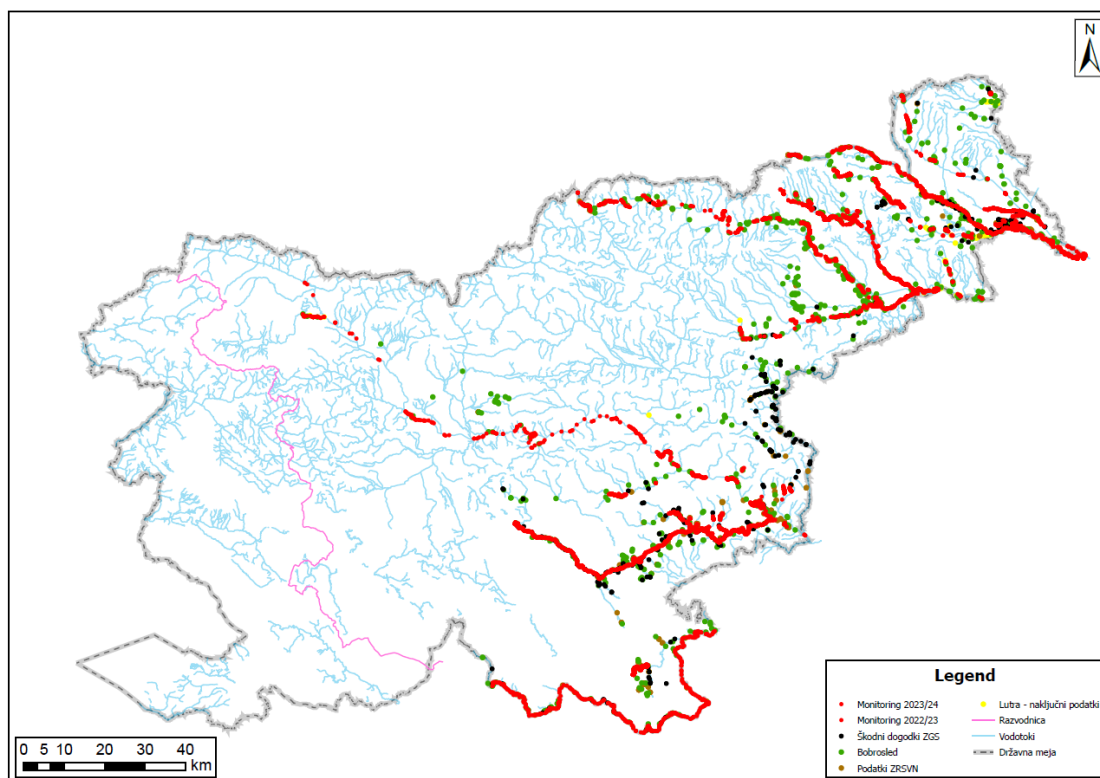 N
Legend
Monitoring 2023/24
Monitoring 2022/23
Škodni dogodki ZGS
Bobrosled
Podatki ZRSVN
Lutra - naključni podatki
Razvodnica
Vodotoki
Državna meja
0 5 10 20 30 40
km